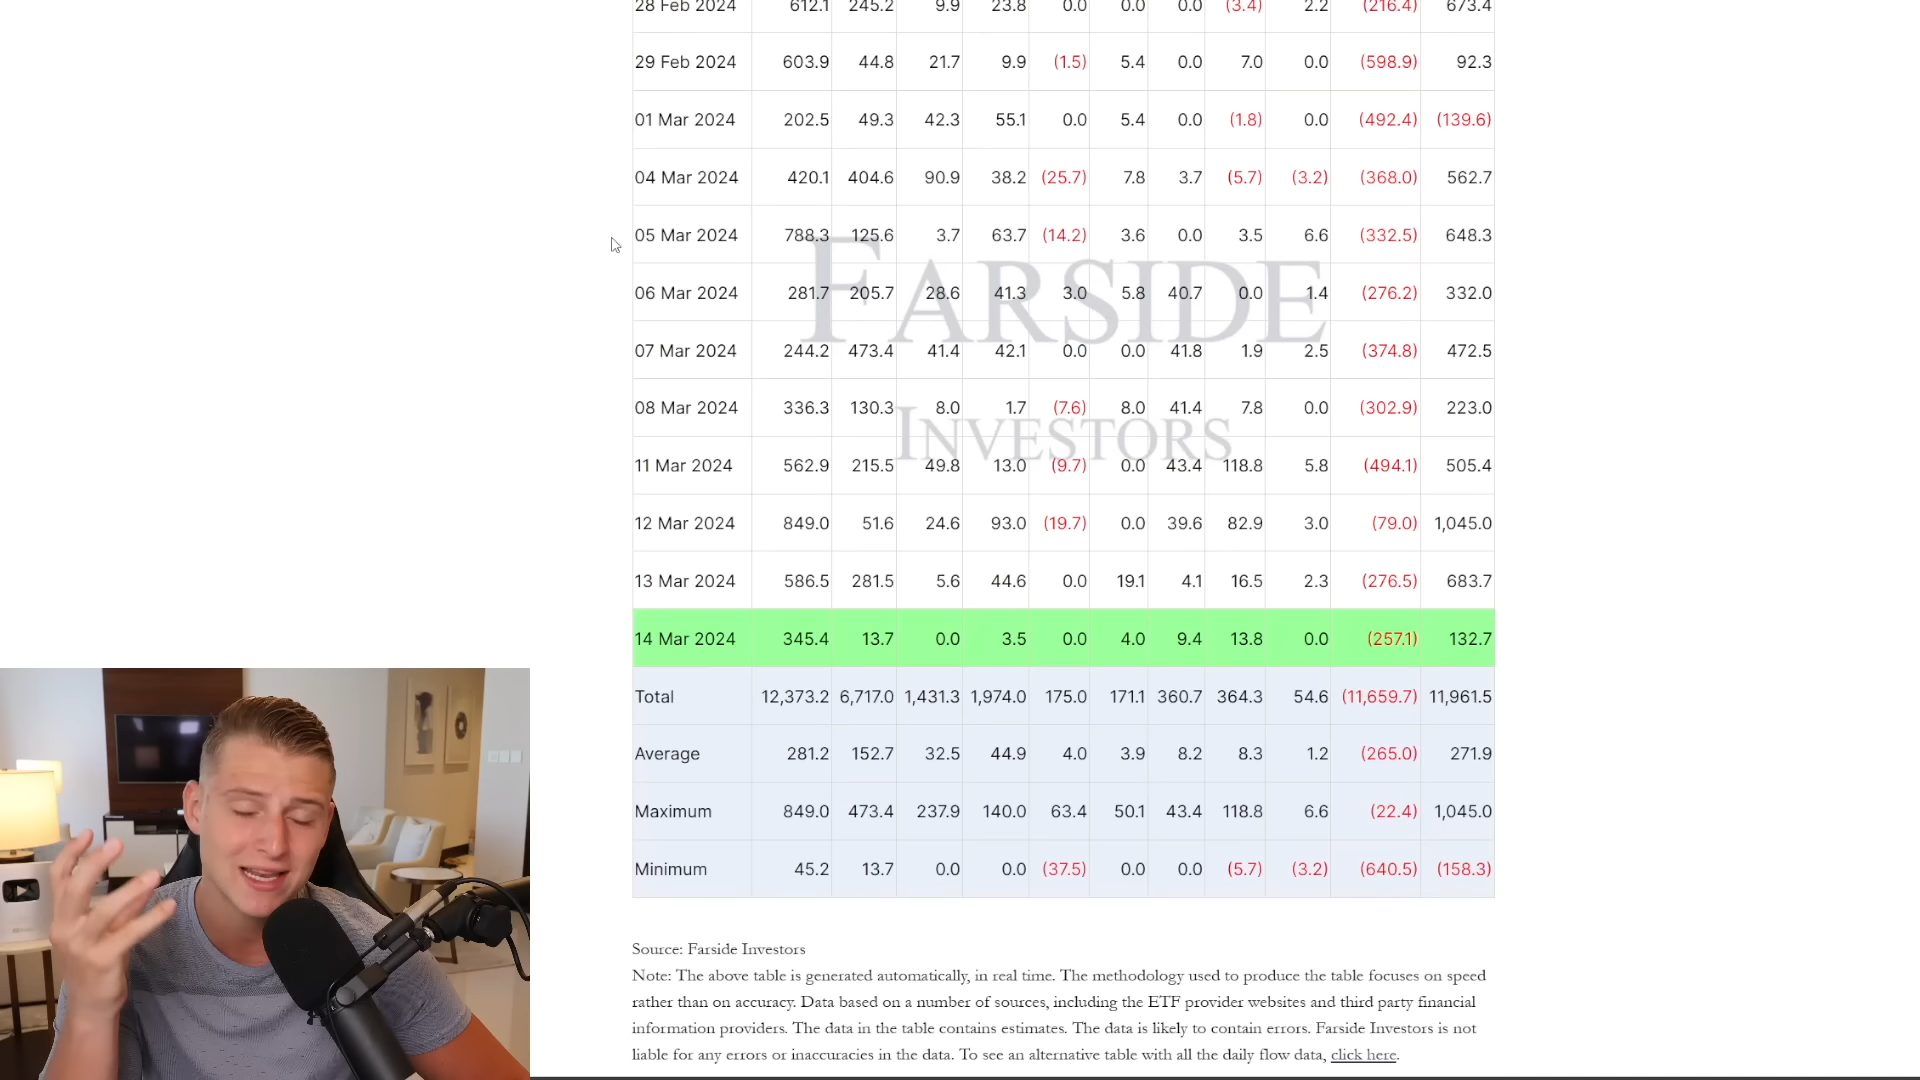 28 Feb 2024 612.1 245.2 9.9 23.8 0.0 0.0 0.0 (3.4) 2.2 (216.4) 673.4
29 Feb 2024 603.9 44.8 21.7 9.9 (1.5) 5.4 0.0 7.0 0.0 (598.9) 92.3
01 Mar 2024 202.5 49.3 42.3 55.1 0.0 5.4 0.0 (1.8) 0.0 (492.4) (139.6)
04 Mar 2024 420.1 404.6 90.9 38.2 (25.7) 7.8 3.7 (5.7) (3.2) (368.0) 562.7
05 Mar 2024 788.3 125.6 3.7 63.7 (14.2) 3.6 0.0 3.5 6.6 (332.5) 648.3
06 Mar 2024 281.7 205.7 28.6 41.3 3.0 5.8 40.7 0.0 1.4 (276.2) 332.0
FARSIDE
07 Mar 2024 244.2 473.4 41.4 42.1 0.0 0.0 41.8 1.9 2.5 (374.8) 472.5
08 Mar 2024 336.3 130.3 8.0 1.7 (7.6) 8.0 41.4 7.8 0.0 (302.9) 223.0
INVESTORS
11 Mar 2024 562.9 215.5 49.8 13.0 (9.7) 0.0 43.4 118.8 5.8 (494.1) 505.4
12 Mar 2024 849.0 51.6 24.6 93.0 (19.7) 0.0 39.6 82.9 3.0 (79.0) 1,045.0
13 Mar 2024 586.5 281.5 5.6 44.6 0.0 19.1 4.1 16.5 2.3 (276.5) 683.7
14 Mar 2024 345.4 13.7 0.0 3.5 0.0 4.0 9.4 13.8 0.0 (257.1) 132.7
Total 12,373.2 6,717.0 1,431.3 1,974.0 175.0 171.1 360.7 364.3 54.6 (11,659.7) 11,961.5
Average 281.2 152.7 32.5 44.9 4.0 3.9 8.2 8.3 1.2 (265.0) 271.9
Maximum 849.0 473.4 237.9 140.0 63.4 50.1 43.4 118.8 6.6 (22.4) 1,045.0
Minimum 45.2 13.7 0.0 0.0 (37.5) 0.0 0.0 (5.7) (3.2) (640.5) (158.3)
Source: Farside Investors
Note: The above table is generated automatically, in real time. The methodology used to produce the table focuses on speed
rather than on accuracy. Data based on a number of sources, including the ETF provider websites and third party financial
information providers. The data in the table contains estimates. The data is likely to contain errors. Farside Investors is not
liable for any errors or inaccuracies in the data. To see an alternative table with all the daily flow data, click here.